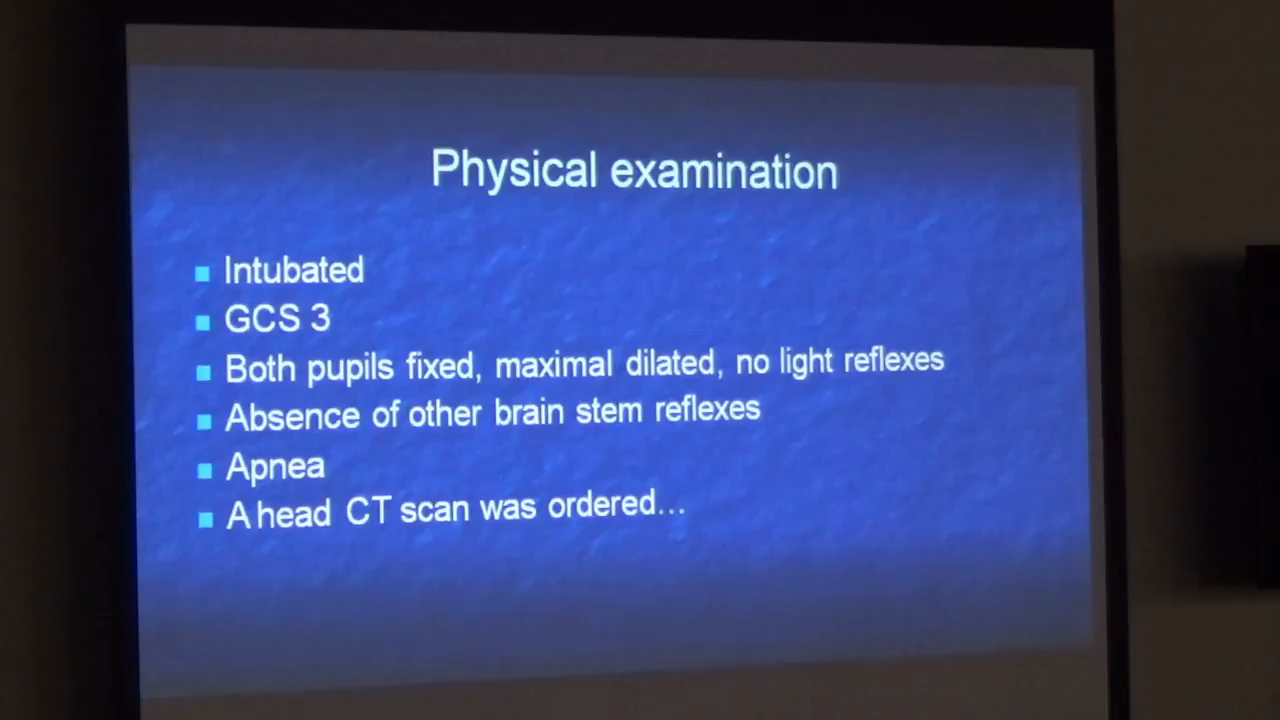 Physical examination
Intubated
GCS 3
Both pupils fixed, maximal dilated, no light reflexes
Absence of other brain stem reflexes
Apnea
A head CT scan was ordered...